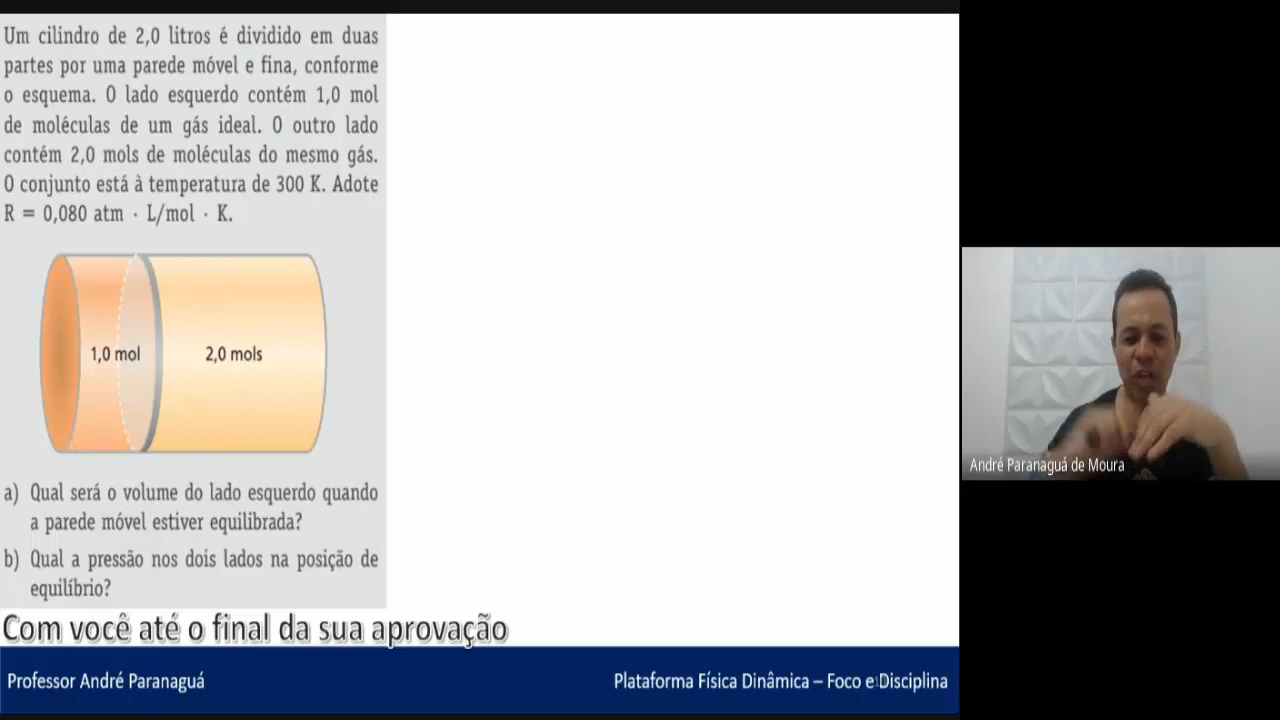 Um cilindro de 2,0 litros é dividido em duas
partes por uma parede móvel e fina, conforme
o esquema. O lado esquerdo contém 1,0 mol
de moléculas de um gás ideal. O outro lado
contém 2,0 mols de moléculas do mesmo gás.
O conjunto está à temperatura de 300 K. Adote
R = 0,080 atm · L/mol · K.
1,0 mol
2,0 mols
a) Qual será o volume do lado esquerdo quando
a parede móvel estiver equilibrada?
b) Qual a pressão nos dois lados na posição de
equilíbrio?
Com você até o final da sua aprovação
Professor André Paranaguá
Plataforma Física Dinâmica – Foco e Disciplina
André Paranaguá de Moura